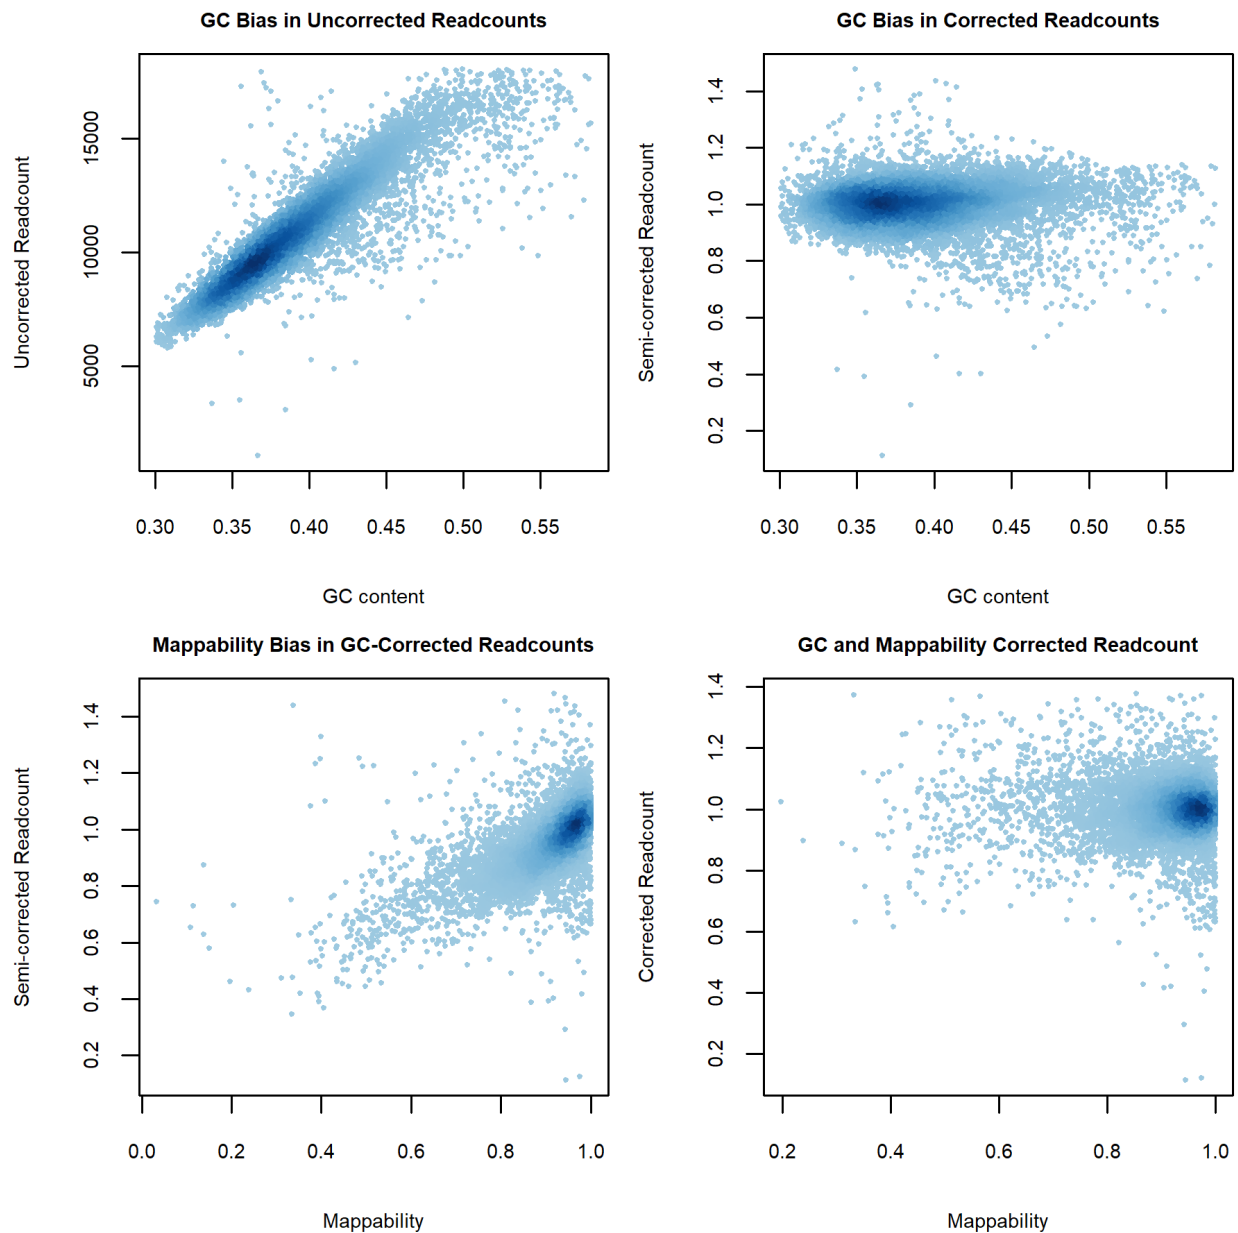 GC Bias in Uncorrected Readcounts
Uncorrected Readcount
15000
10000
5000
0.30 0.35 0.40 0.45 0.50 0.55
GC content
GC Bias in Corrected Readcounts
Semi-corrected Readcount
1.4
1.2
1.0
0.8
0.6
0.4
0.2
0.30 0.35 0.40 0.45 0.50 0.55
GC content
Mappability Bias in GC-Corrected Readcounts
Semi-corrected Readcount
1.4
1.2
1.0
0.8
0.6
0.4
0.2
0.0 0.2 0.4 0.6 0.8 1.0
Mappability
GC and Mappability Corrected Readcount
Corrected Readcount
1.4
1.2
1.0
0.8
0.6
0.4
0.2
0.2 0.4 0.6 0.8 1.0
Mappability